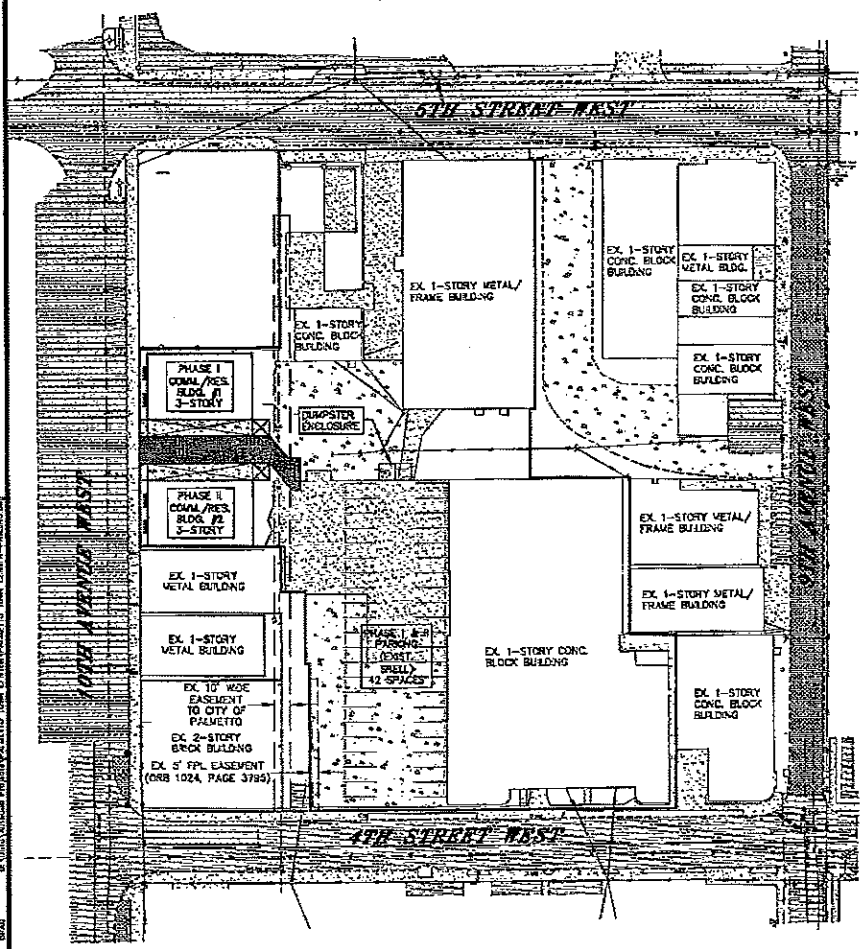 5TH STREET WEST
EX. 1-STORY
CONC. BLOCK
BUILDING
EX. 1-STORY
METAL BLDG.
EX. 1-STORY
CONC. BLOCK
BUILDING
EX. 1-STORY METAL/
FRAME BUILDING
EX. 1-STORY
CONC. BLOCK
BUILDING
EX. 1-STORY
CONC. BLOCK
BUILDING
PHASE I
COMM./RES.
BLDG. #1
3-STORY
DUMPSTER
ENCLOSURE
10TH AVENUE WEST
9TH AVENUE WEST
PHASE II
COMM./RES.
BLDG. #2
3-STORY
EX. 1-STORY METAL/
FRAME BUILDING
EX. 1-STORY
METAL BUILDING
EX. 1-STORY METAL/
FRAME BUILDING
EX. 1-STORY
METAL BUILDING
PHASE I & II
PARKING
(EXIST.
SHELL)
42 SPACES
EX. 1-STORY CONC.
BLOCK BUILDING
EX. 10' WIDE
EASEMENT
TO CITY OF
PALMETTO
EX. 2-STORY
BRICK BUILDING
EX. 5' FPL EASEMENT
(ORB 1024, PAGE 3795)
EX. 1-STORY
CONC. BLOCK
BUILDING
4TH STREET WEST